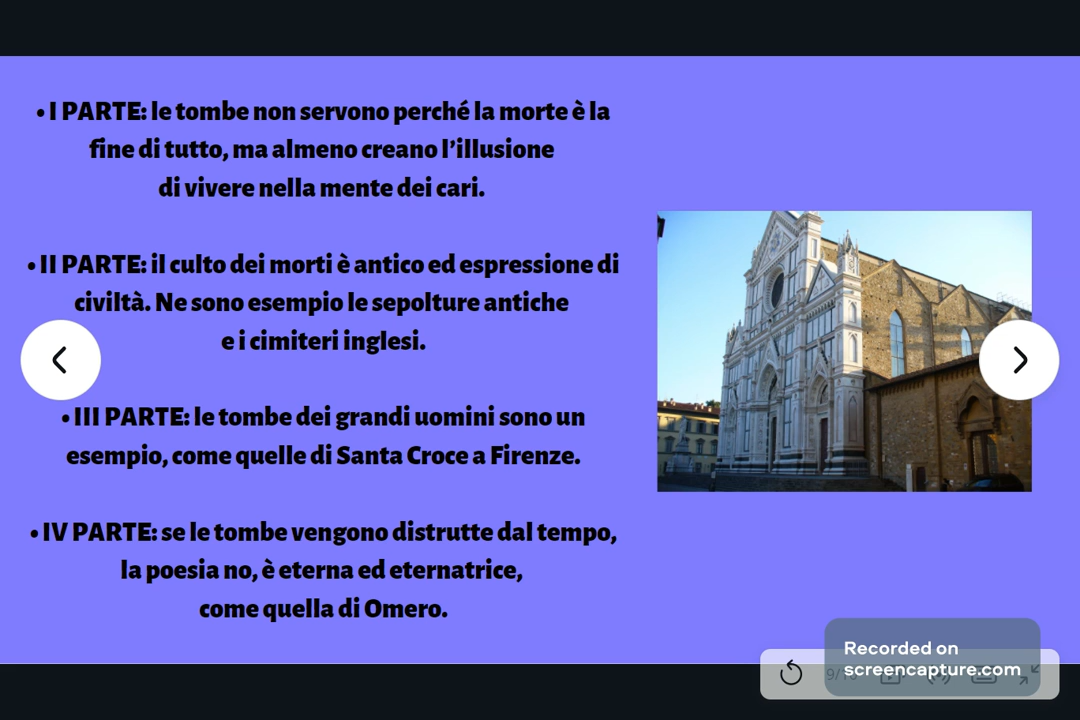 • I PARTE: le tombe non servono perché la morte è la
fine di tutto, ma almeno creano l’illusione
di vivere nella mente dei cari.
• II PARTE: il culto dei morti è antico ed espressione di
civiltà. Ne sono esempio le sepolture antiche
e i cimiteri inglesi.
• III PARTE: le tombe dei grandi uomini sono un
esempio, come quelle di Santa Croce a Firenze.
• IV PARTE: se le tombe vengono distrutte dal tempo,
la poesia no, è eterna ed eternatrice,
come quella di Omero.
Recorded on
screencapture.com